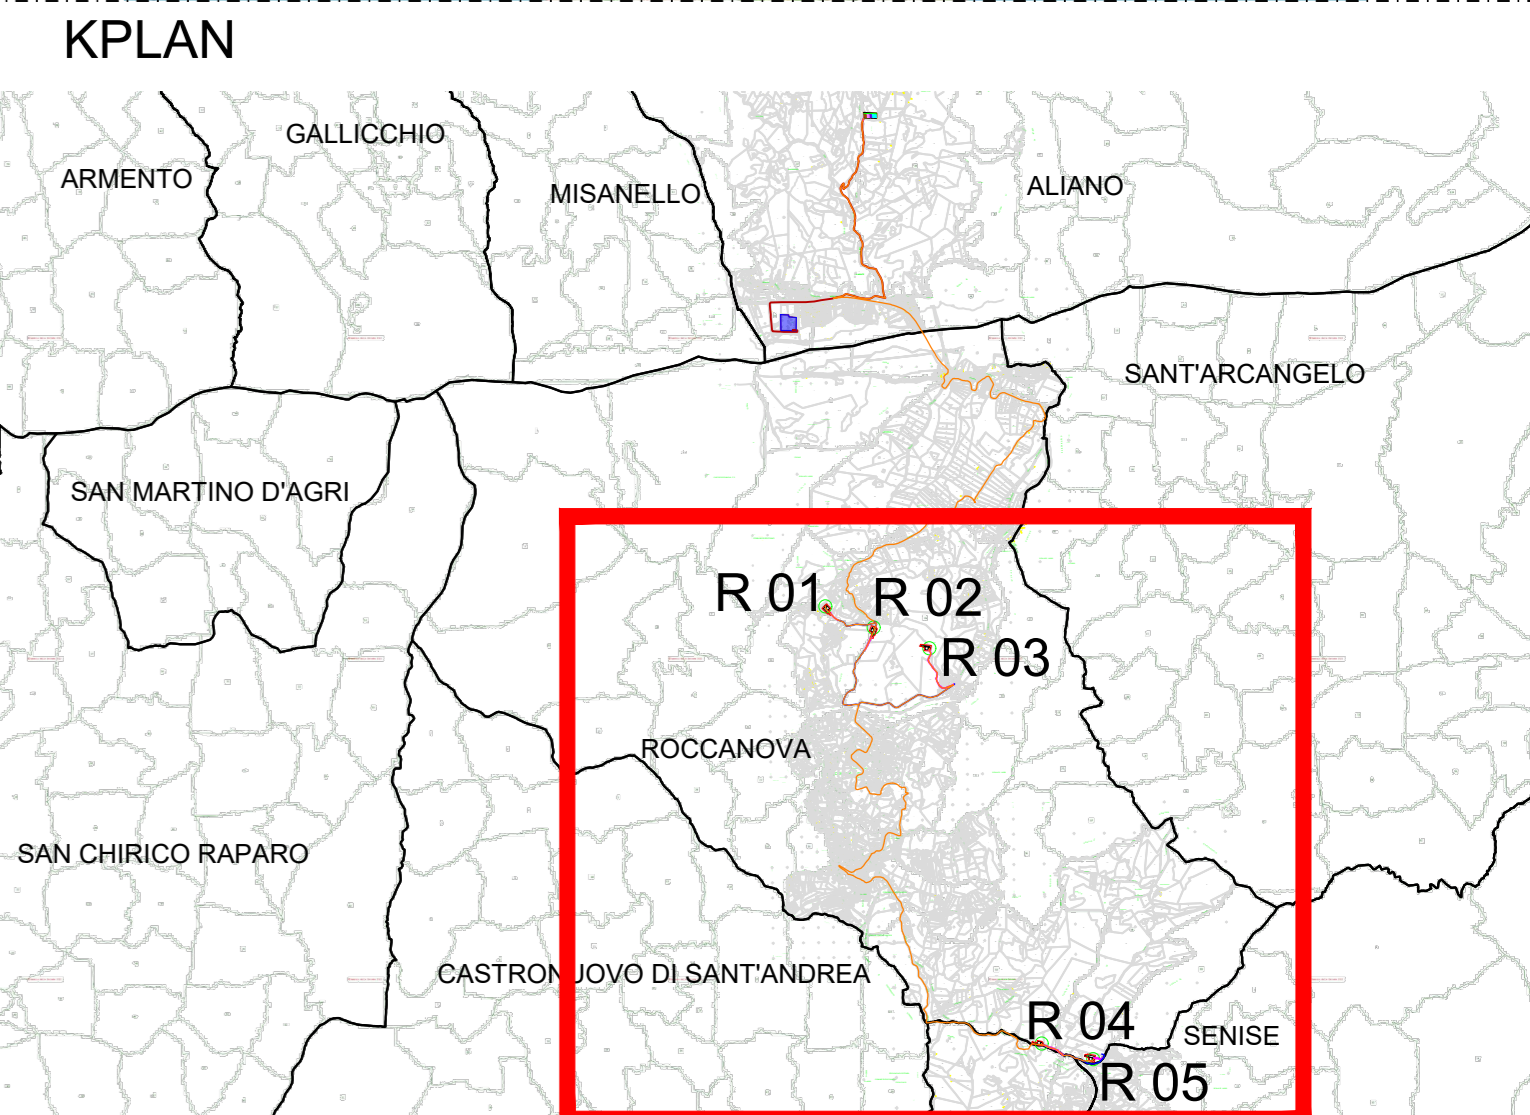 KPLAN
GALLICCHIO
ARMENTO
MISANELLO
ALIANO
SANT'ARCANGELO
SAN MARTINO D'AGRI
R 01
R 02
R 03
ROCCANOVA
SAN CHIRICO RAPARO
CASTRONUOVO DI SANT'ANDREA
R 04
SENISE
R 05